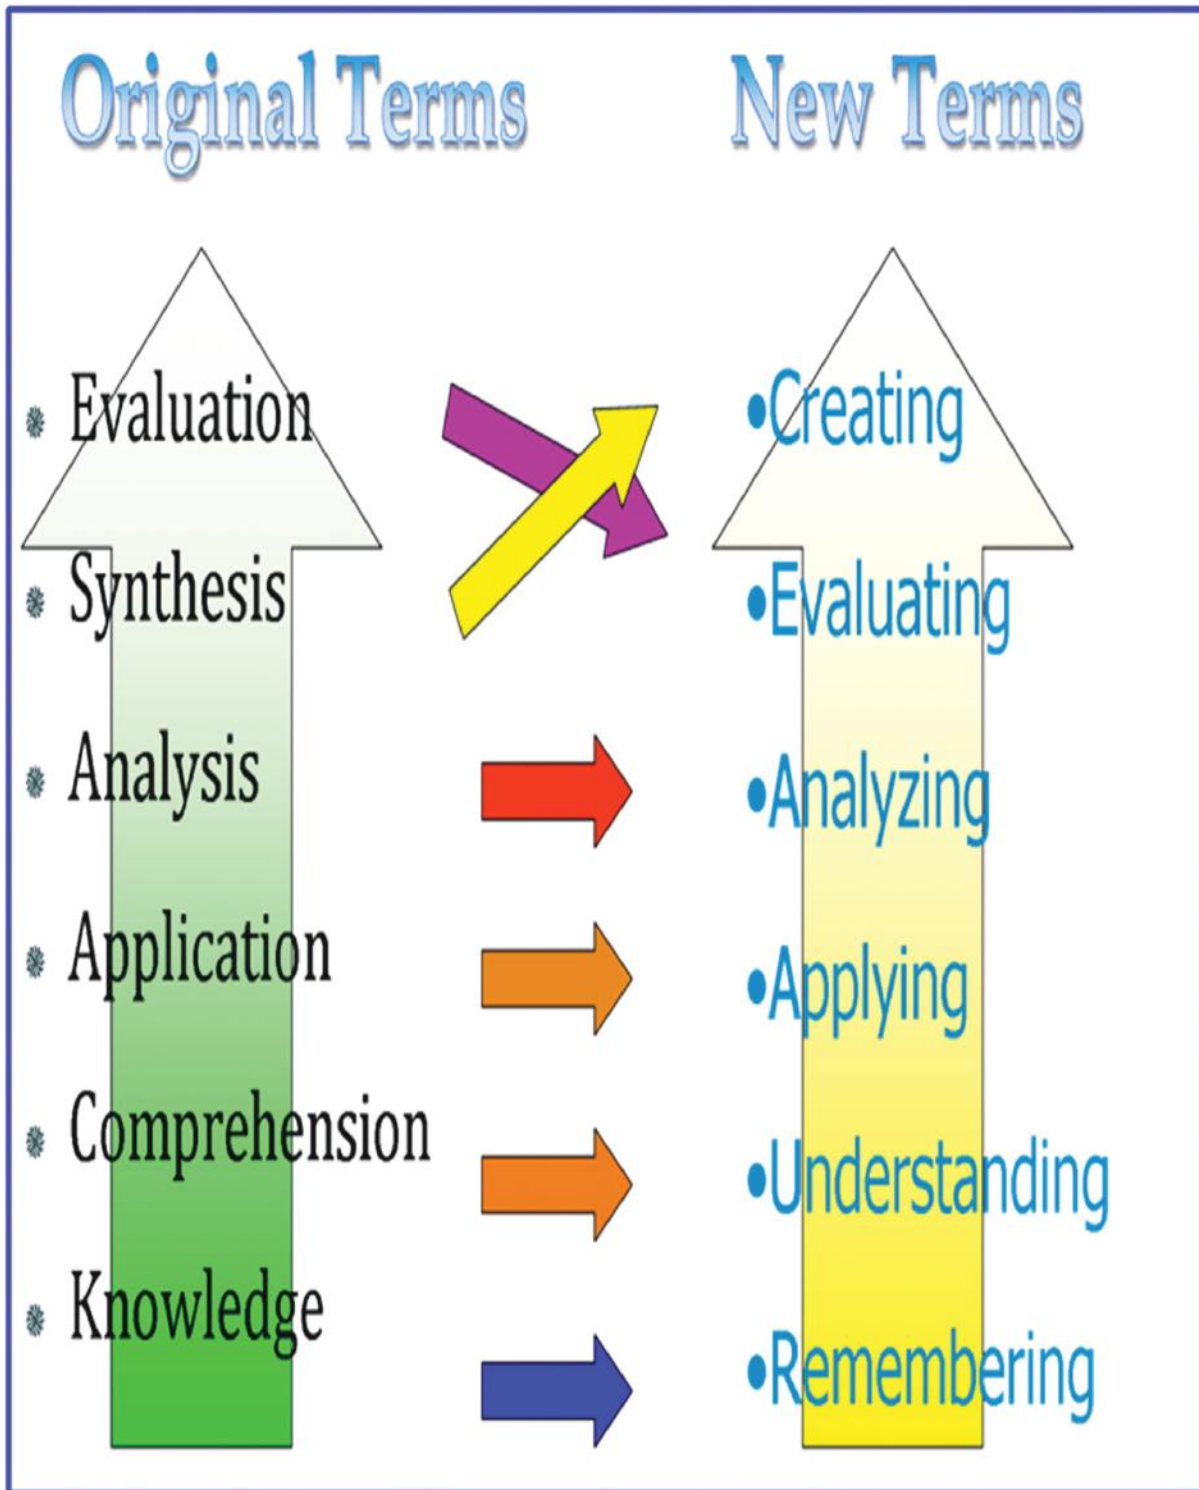 Original Terms
New Terms
Evaluation
Synthesis
Analysis
Application
Comprehension
Knowledge
•Creating
•Evaluating
•Analyzing
•Applying
•Understanding
•Remembering